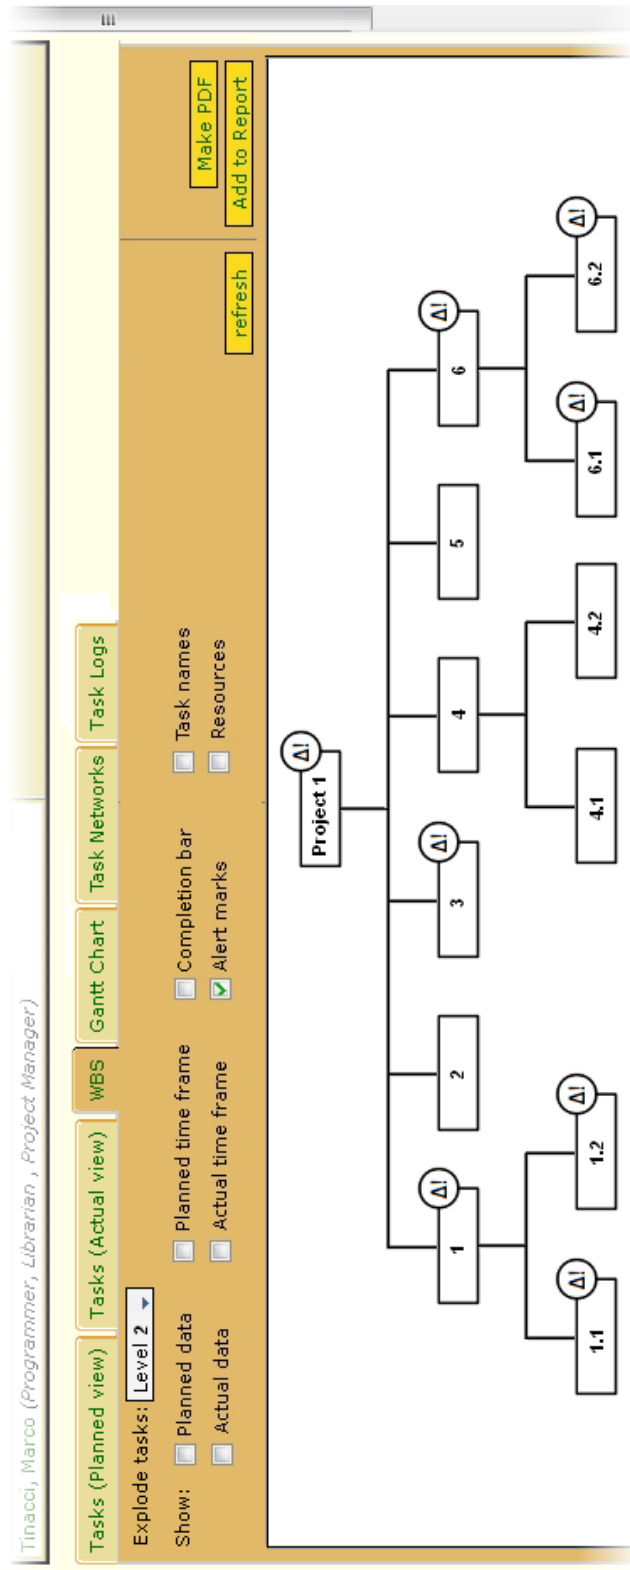 Tinacci, Marco (Programmer, Librarian , Project Manager)
Tasks (Planned view) Tasks (Actual view) WBS Gantt Chart Task Networks Task Logs
Explode tasks: Level 2
Show: Planned data Planned time frame Completion bar Task names
Actual data Actual time frame Alert marks Resources
Make PDF
refresh Add to Report
Project 1 Δ!
1 Δ! 2 3 Δ! 4 5 6 Δ!
1.1 Δ! 1.2 Δ! 4.1 4.2 6.1 Δ! 6.2 Δ!